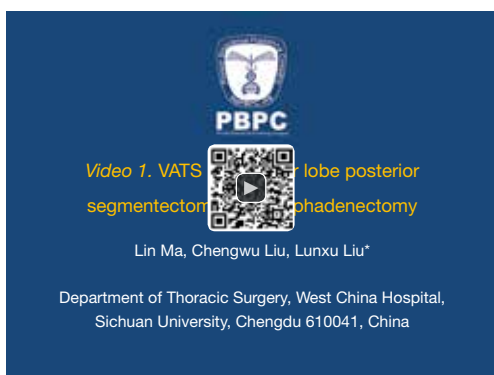 PBPC
Video 1. VATS lobe posterior
segmentectom phadenectomy
Lin Ma, Chengwu Liu, Lunxu Liu*
Department of Thoracic Surgery, West China Hospital,
Sichuan University, Chengdu 610041, China